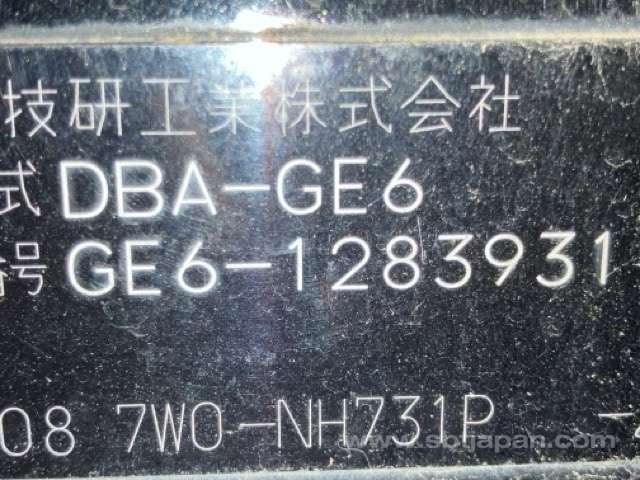 技研工業株式会社
式 DBA-GE6
号 GE6-1283931
08 7W0-NH731P -
www.sbtjapan.com